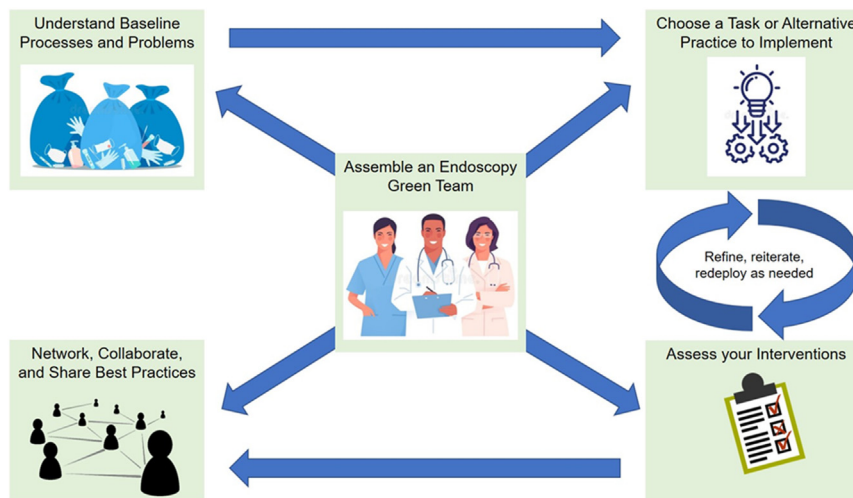 Understand Baseline
Processes and Problems
Choose a Task or Alternative
Practice to Implement
Assemble an Endoscopy
Green Team
Refine, reiterate,
redeploy as needed
Network, Collaborate,
and Share Best Practices
Assess your Interventions